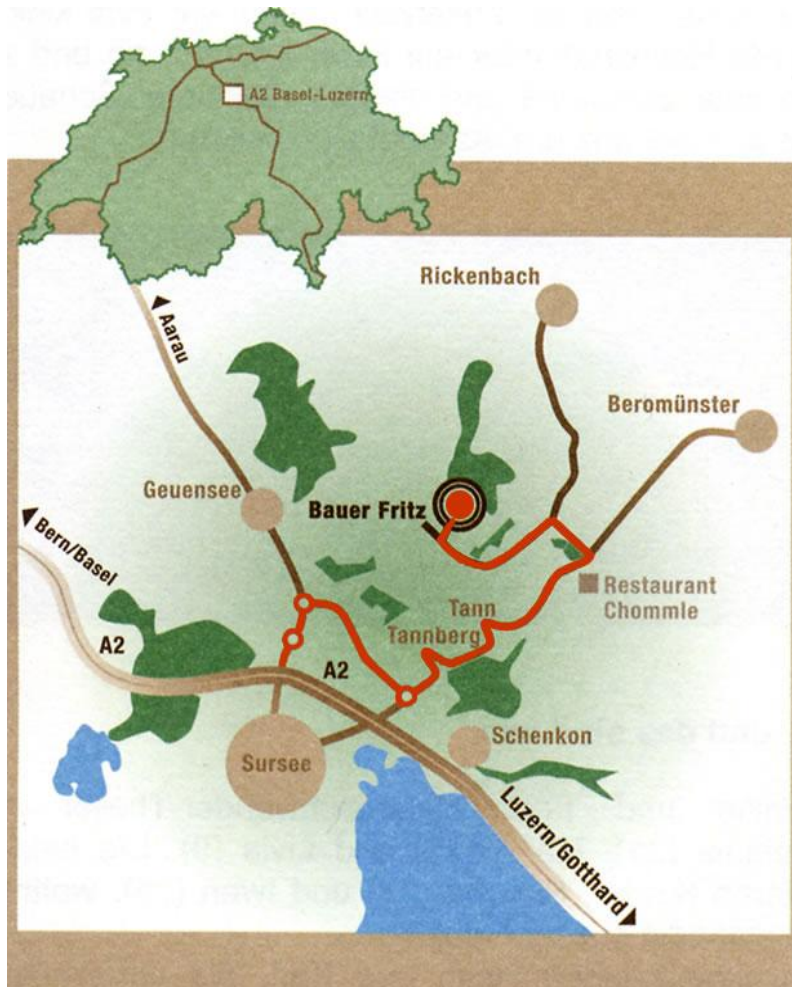 A2 Basel-Luzern
Rickenbach
Aarau
Beromünster
Geuensee
Bauer Fritz
Bern/Basel
Restaurant
Chommle
Tann
Tannberg
A2
A2
Schenkon
Sursee
Luzern/Gotthard